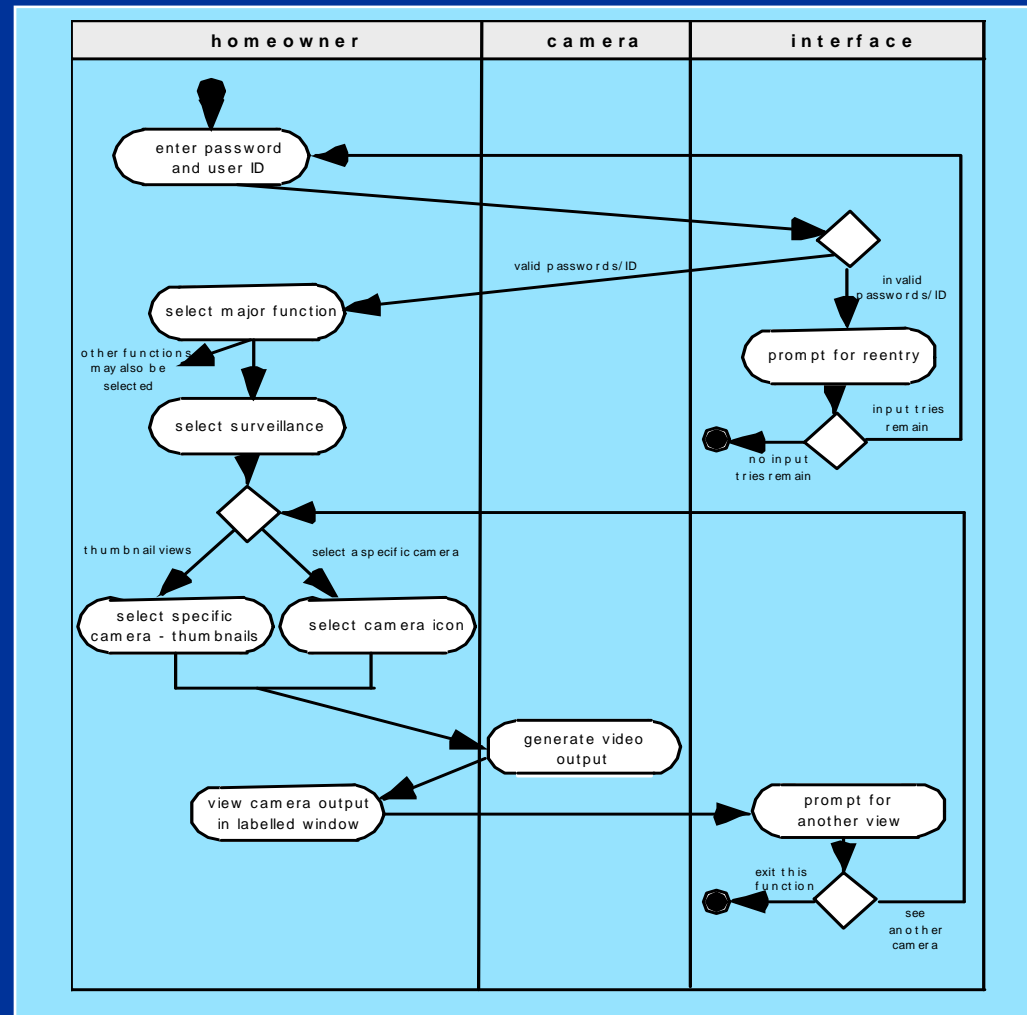 homeowner
camera
interface
enter password
and user ID
valid passwords/ID
invalid
passwords/ID
select major function
prompt for reentry
other functions
may also be
selected
input tries
remain
select surveillance
no input
tries remain
thumbnail views
select a specific camera
select specific
camera - thumbnails
select camera icon
generate video
output
view camera output
in labelled window
prompt for
another view
exit this
function
see
another
camera